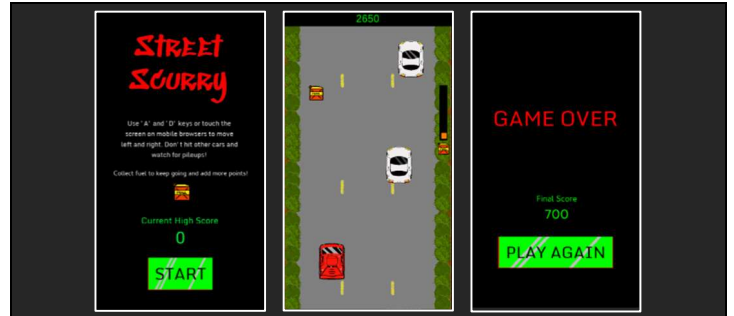 STREET
SCURRY
Use "A" and "D" keys or touch the
screen on mobile browsers to move
left and right. Don't hit other cars and
watch for pileups!
Collect fuel to keep going and add more points!
Current High Score
0
START
2650
GAME OVER
Final Score
700
PLAY AGAIN